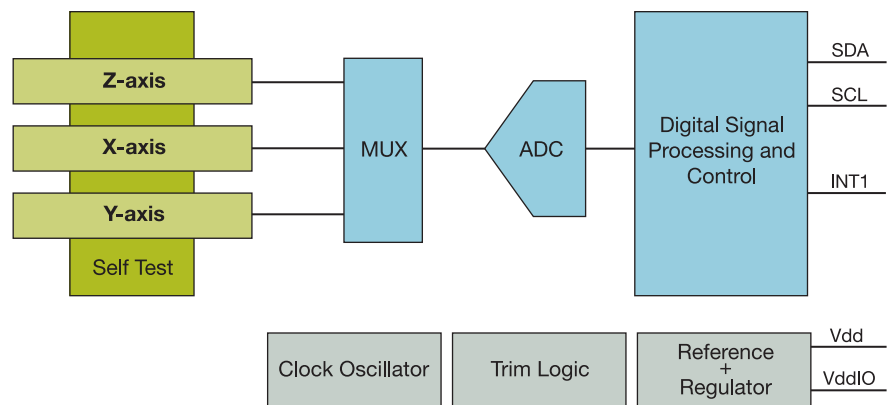 Z-axis
X-axis
Y-axis
Self Test
MUX
ADC
Digital Signal
Processing and
Control
SDA
SCL
INT1
Clock Oscillator
Trim Logic
Reference
+
Regulator
Vdd
VddIO